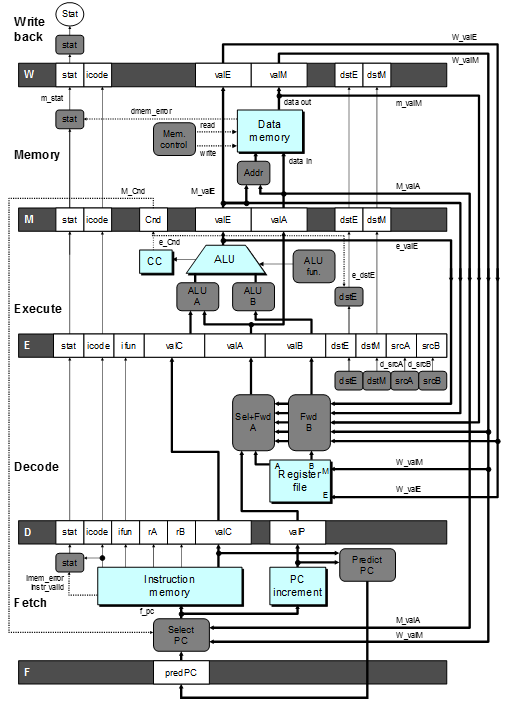 Stat
Write
back
stat
W_valE
W_valM
W
stat
icode
valE
valM
dstE
dstM
m_stat
data out
m_valM
dmem_error
stat
read
Mem.
control
write
Data
memory
data in
Memory
Addr
M_Cnd
M_valE
M_valA
M
stat
icode
Cnd
valE
valA
dstE
dstM
e_Cnd
e_valE
CC
ALU
ALU
fun.
e_dstE
ALU
A
ALU
B
dstE
Execute
E
stat
icode
ifun
valC
valA
valB
dstE
dstM
srcA
srcB
d_srcA
d_srcB
dstE
dstM
srcA
srcB
Sel+Fwd
A
Fwd
B
Decode
A
B
M
Register
file
E
W_valM
W_valE
D
stat
icode
ifun
rA
rB
valC
valP
stat
Predict
PC
Imem_error
Instr_valid
Instruction
memory
PC
increment
Fetch
f_pc
M_valA
Select
PC
W_valM
F
predPC